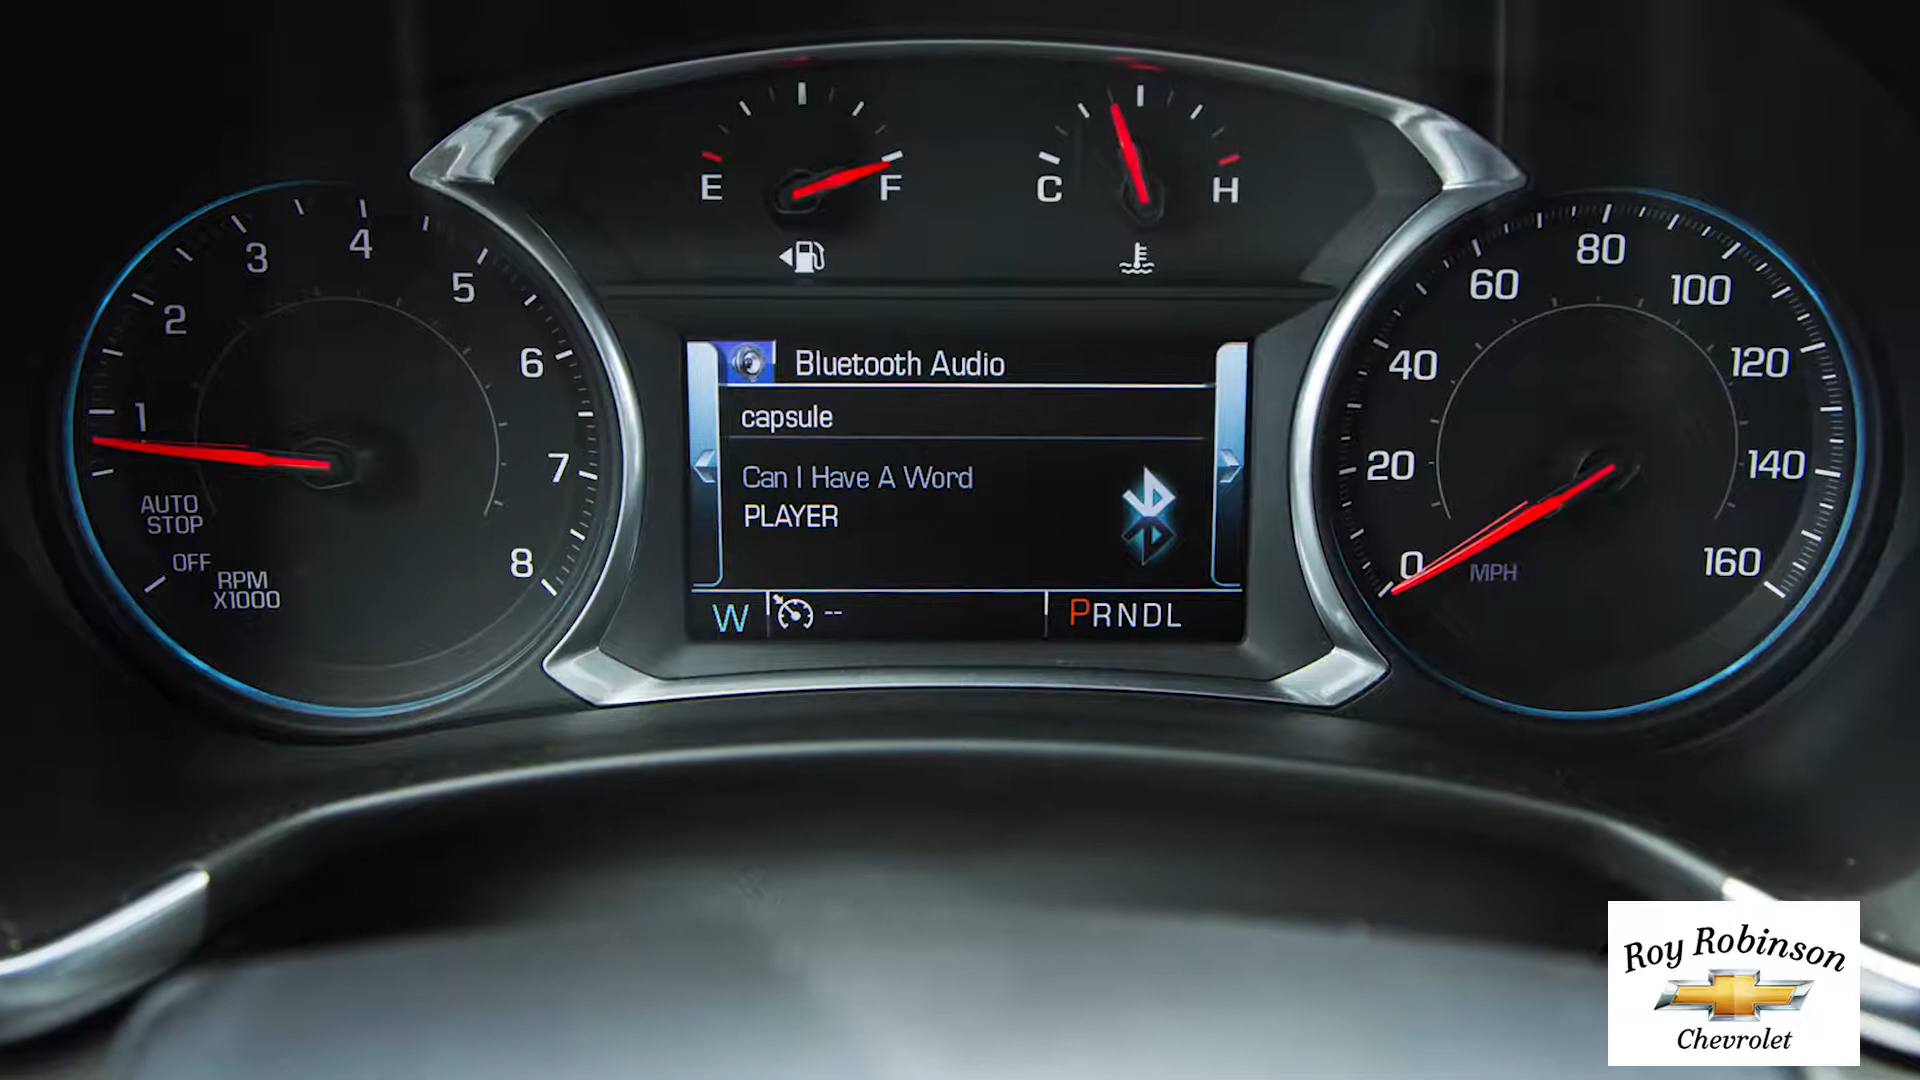 E
F
C
H
1
2
3
4
5
6
7
8
AUTO
STOP
OFF
RPM
X1000
Bluetooth Audio
capsule
Can I Have A Word
PLAYER
W
--
PRNDL
0
20
40
60
80
100
120
140
160
MPH
Roy Robinson
Chevrolet